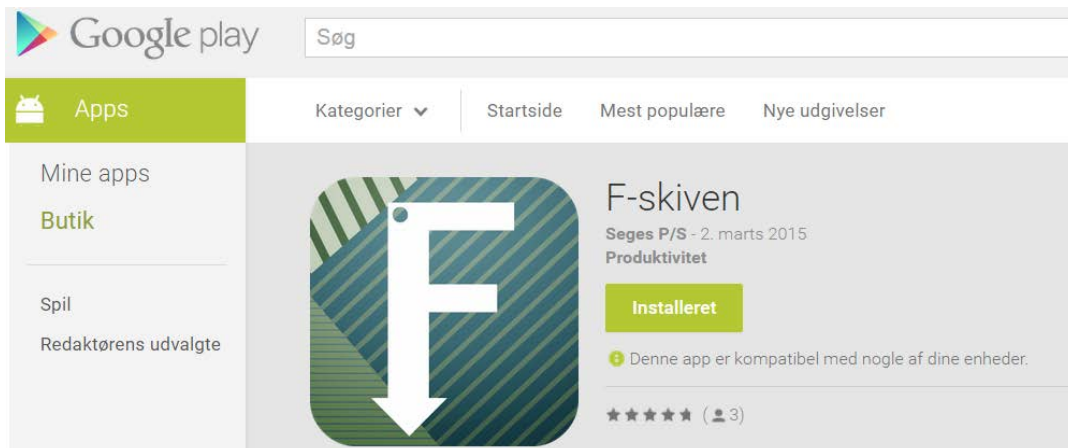 Google play
Søg
Apps
Kategorier
Startside
Mest populære
Nye udgivelser
Mine apps
Butik
Spil
Redaktørens udvalgte
F
F-skiven
Seges P/S - 2. marts 2015
Produktivitet
Installeret
Denne app er kompatibel med nogle af dine enheder.
( 3)